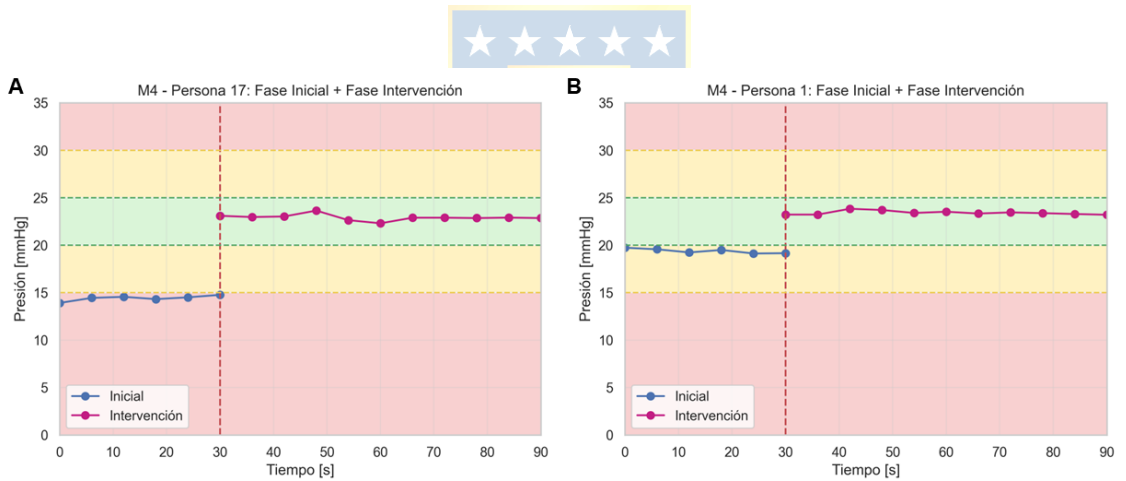 A
M4 - Persona 17: Fase Inicial + Fase Intervención
35
30
25
20
15
10
5
0
Presión [mmHg]
Inicial
Intervención
0 10 20 30 40 50 60 70 80 90
Tiempo [s]
B
M4 - Persona 1: Fase Inicial + Fase Intervención
35
30
25
20
15
10
5
0
Presión [mmHg]
Inicial
Intervención
0 10 20 30 40 50 60 70 80 90
Tiempo [s]